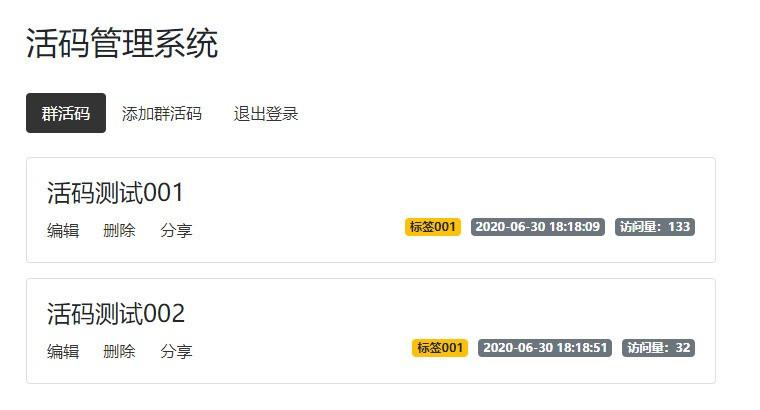 活码管理系统
群活码 添加群活码 退出登录
活码测试001
编辑 删除 分享 标签001 2020-06-30 18:18:09 访问量：133
活码测试002
编辑 删除 分享 标签001 2020-06-30 18:18:51 访问量：32